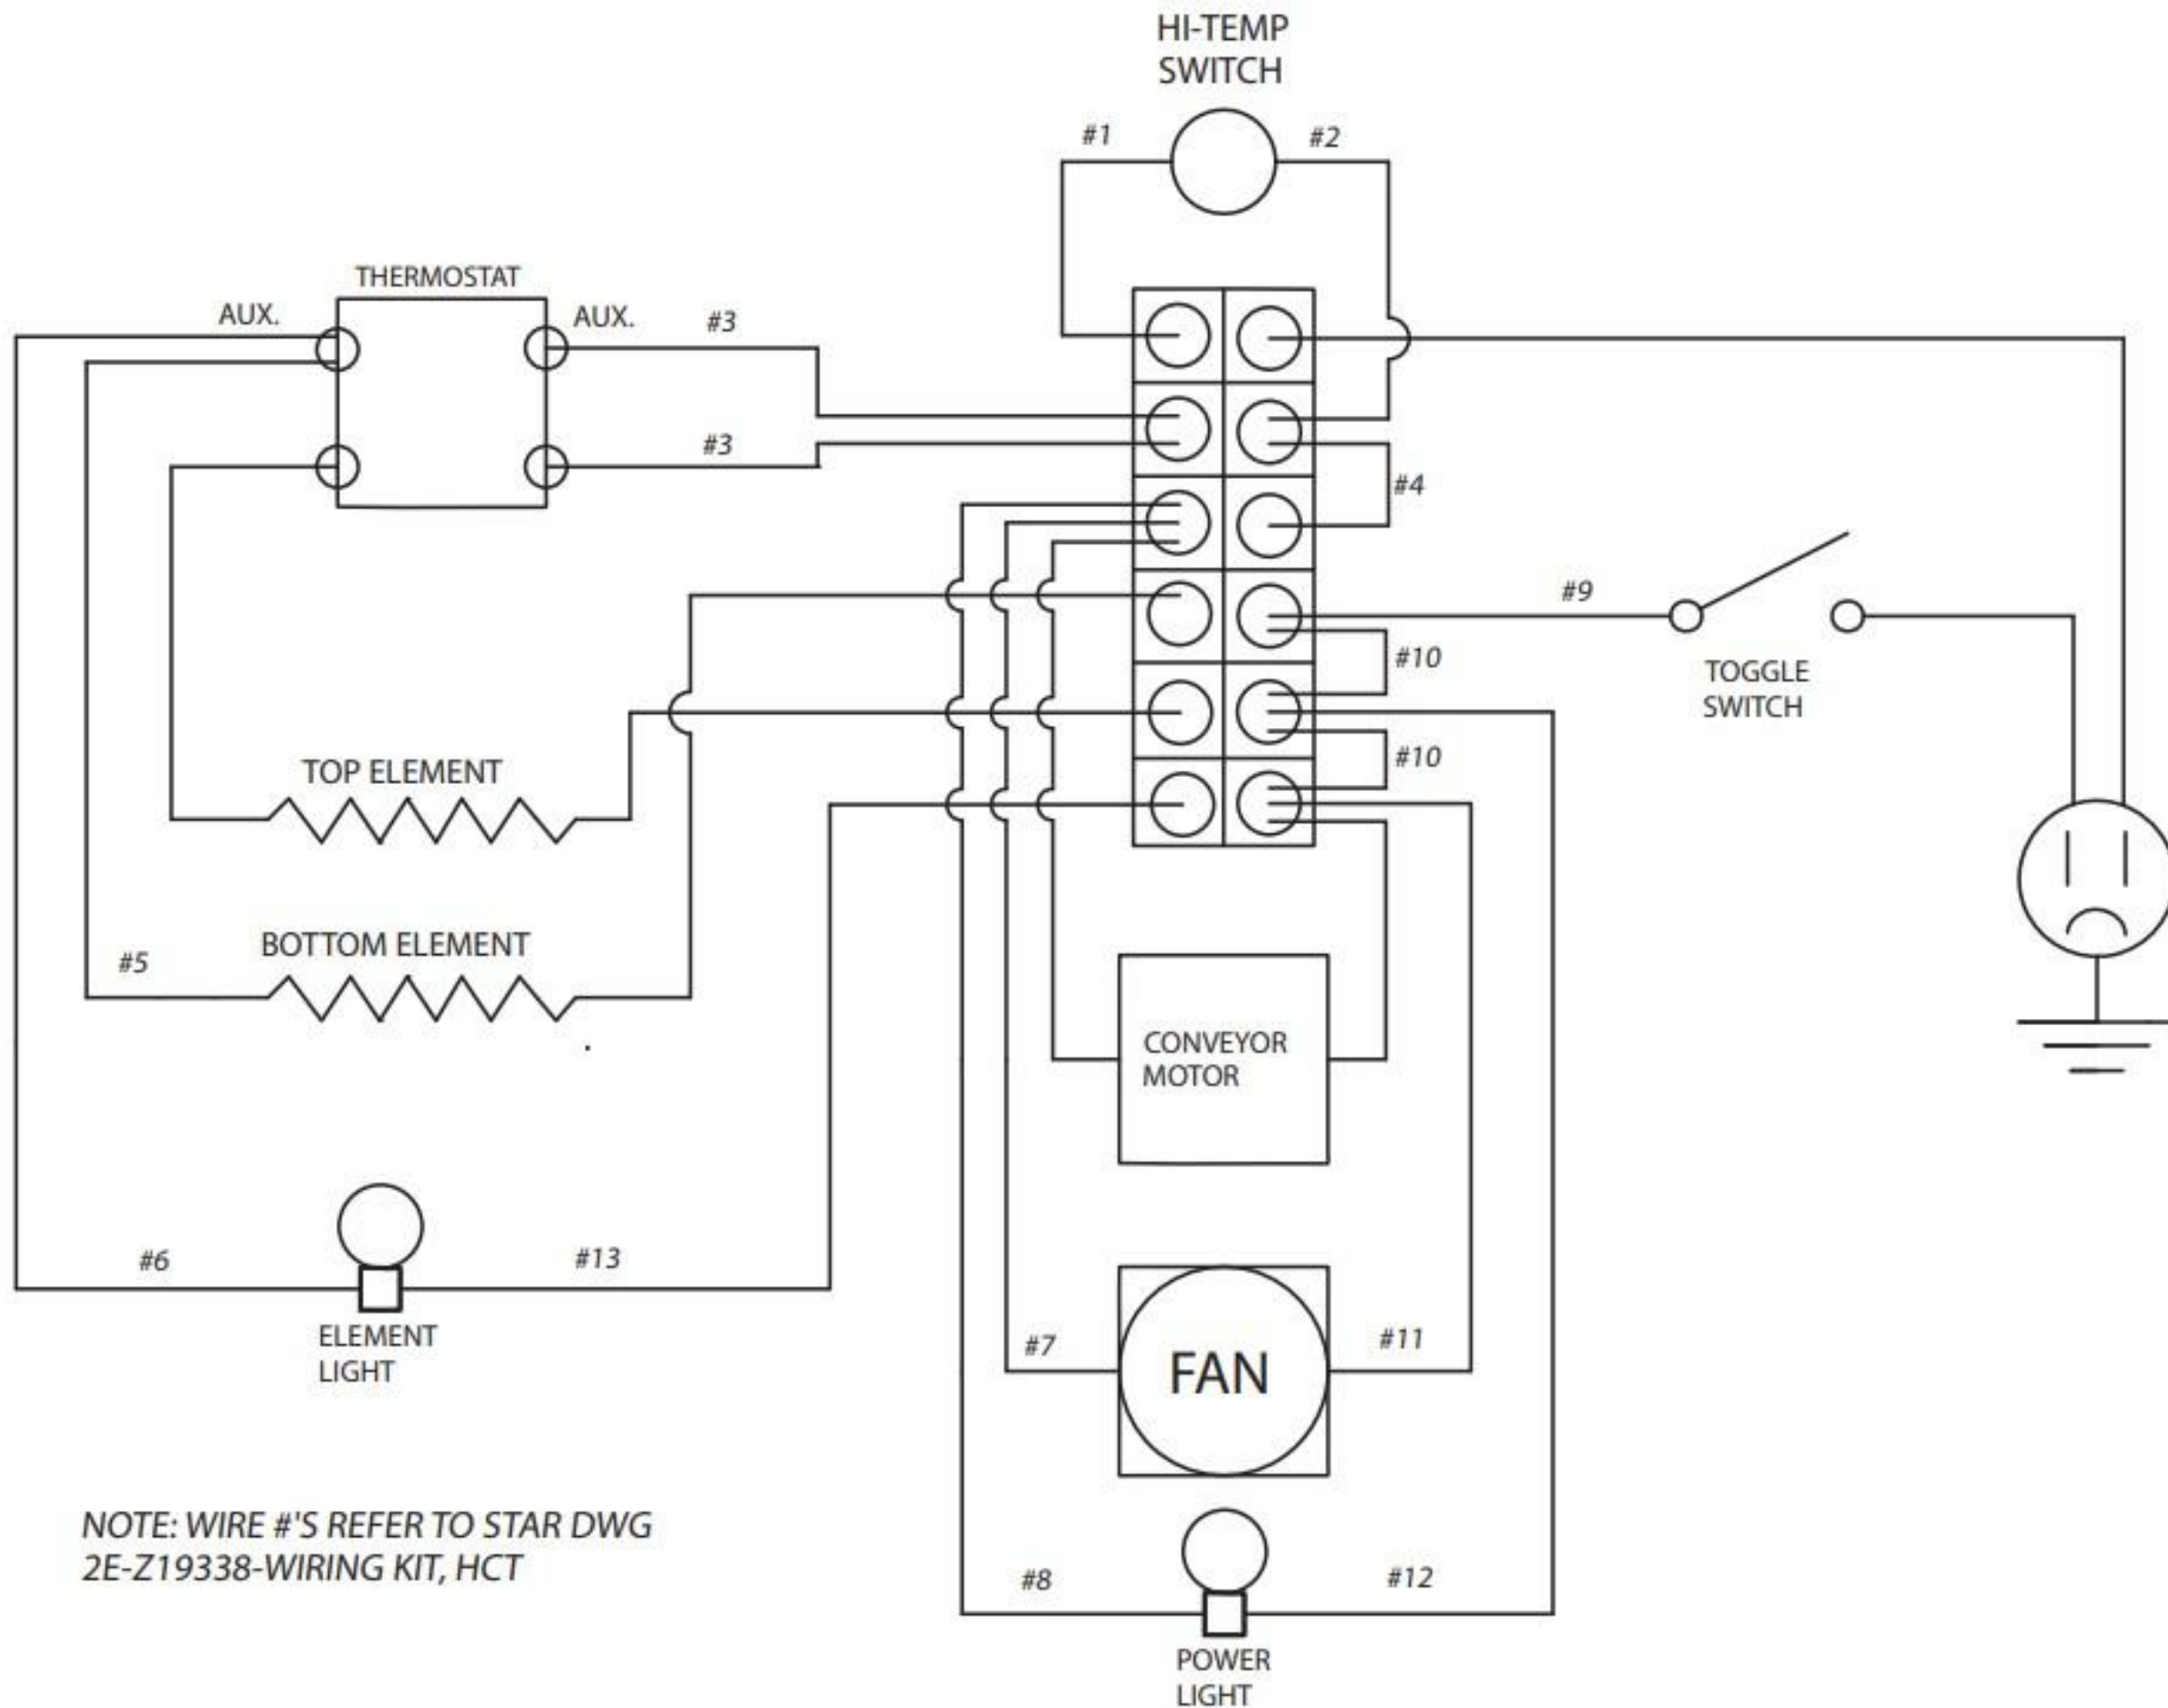 HI-TEMP
SWITCH
#1
#2
THERMOSTAT
AUX.
AUX.
#3
#3
#4
#9
#10
TOGGLE
SWITCH
#10
TOP ELEMENT
BOTTOM ELEMENT
#5
CONVEYOR
MOTOR
#6
#13
ELEMENT
LIGHT
#7
FAN
#11
NOTE: WIRE #'S REFER TO STAR DWG
2E-Z19338-WIRING KIT, HCT
#8
#12
POWER
LIGHT